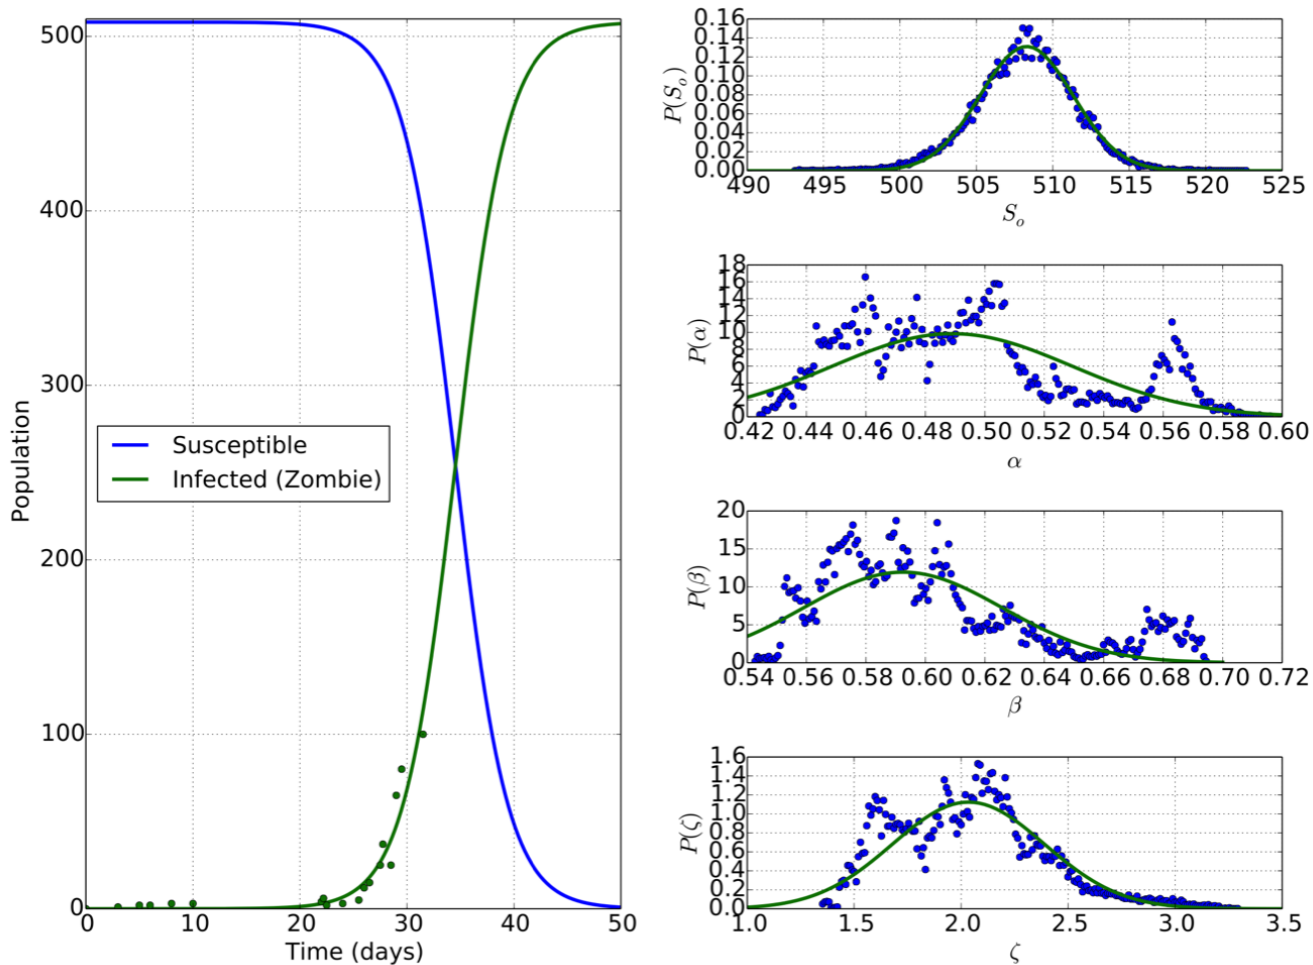 500
400
300
200
100
0
Population
Susceptible
Infected (Zombie)
0 10 20 30 40 50
Time (days)
0.16
0.14
0.12
0.10
0.08
0.06
0.04
0.02
0.00
P(Sₒ)
490 495 500 505 510 515 520 525
Sₒ
18
16
14
12
10
8
6
4
2
0
P(α)
0.42 0.44 0.46 0.48 0.50 0.52 0.54 0.56 0.58 0.60
α
20
15
10
5
0
P(β)
0.54 0.56 0.58 0.60 0.62 0.64 0.66 0.68 0.70 0.72
β
1.6
1.4
1.2
1.0
0.8
0.6
0.4
0.2
0.0
P(ζ)
1.0 1.5 2.0 2.5 3.0 3.5
ζ